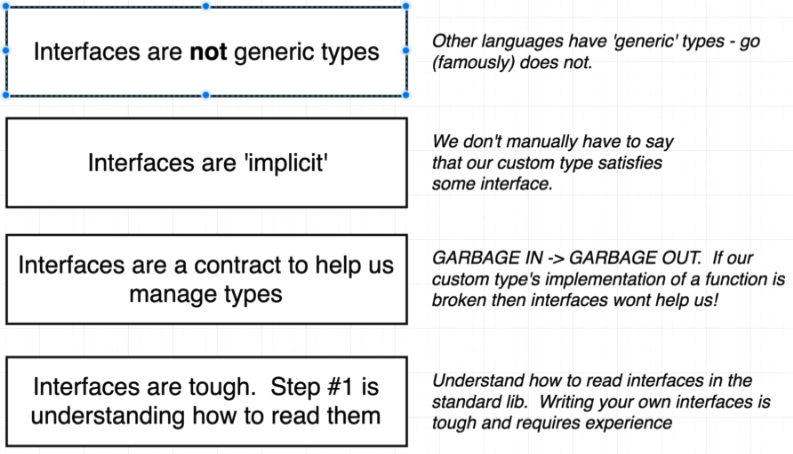 Interfaces are not generic types
Other languages have 'generic' types - go
(famously) does not.
Interfaces are 'implicit'
We don't manually have to say
that our custom type satisfies
some interface.
Interfaces are a contract to help us
manage types
GARBAGE IN -> GARBAGE OUT. If our
custom type's implementation of a function is
broken then interfaces wont help us!
Interfaces are tough. Step #1 is
understanding how to read them
Understand how to read interfaces in the
standard lib. Writing your own interfaces is
tough and requires experience